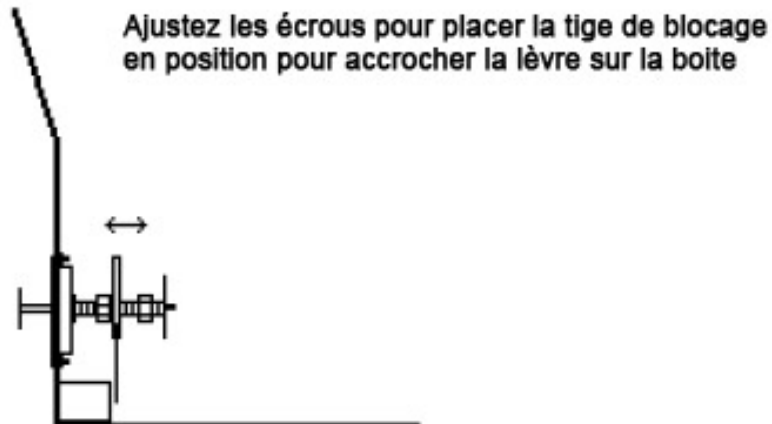 Ajustez les écrous pour placer la tige de blocage
en position pour accrocher la lèvre sur la boite